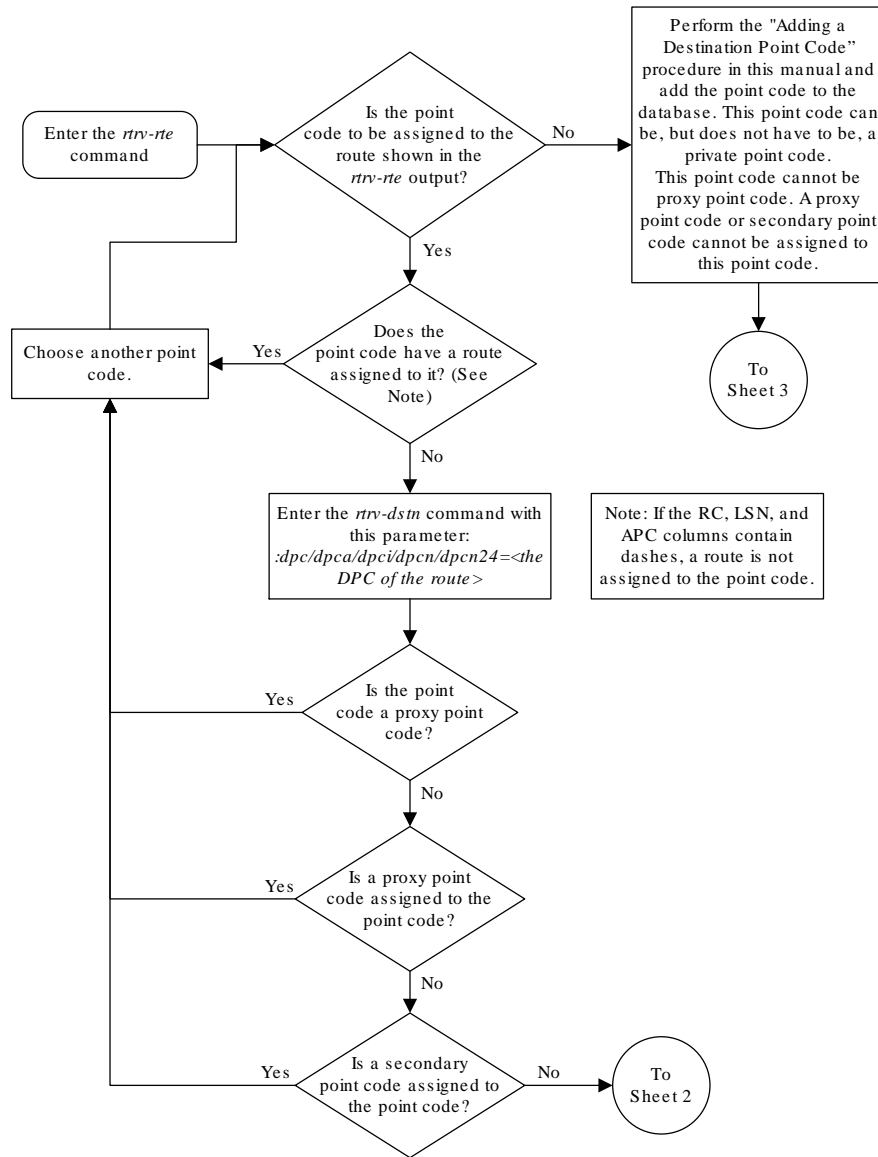 Enter the rtrv-rte
command
Is the point
code to be assigned to the
route shown in the
rtrv-rte output?
No
Perform the "Adding a
Destination Point Code”
procedure in this manual and
add the point code to the
database. This point code can
be, but does not have to be, a
private point code.
This point code cannot be
proxy point code. A proxy
point code or secondary point
code cannot be assigned to
this point code.
Yes
To
Sheet 3
Does the
point code have a route
assigned to it? (See
Note)
Yes
Choose another point
code.
No
Enter the rtrv-dstn command with
this parameter:
:dpc/dpca/dpci/dpcn/dpcn24=<the
DPC of the route>
Note: If the RC, LSN, and
APC columns contain
dashes, a route is not
assigned to the point code.
Is the point
code a proxy point
code?
Yes
No
Is a proxy point
code assigned to the
point code?
Yes
No
Is a secondary
point code assigned to
the point code?
Yes
No
To
Sheet 2